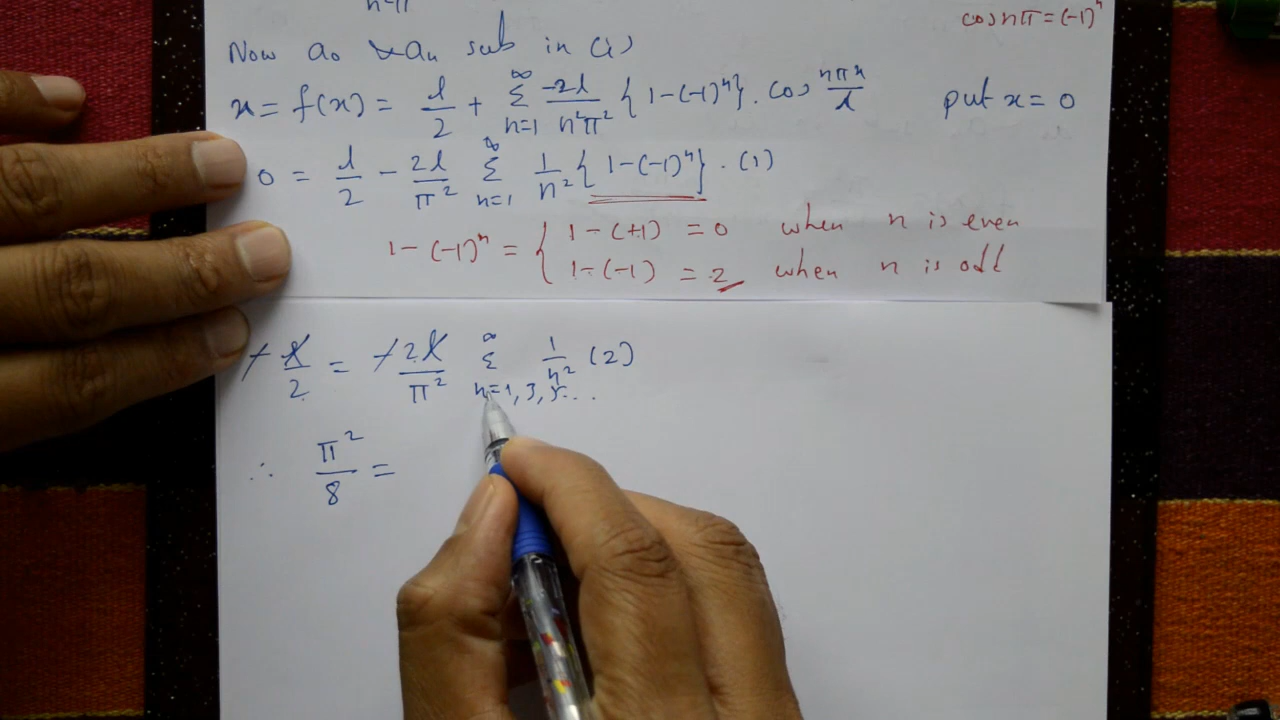 n²π²
cos nπ = (-1)ⁿ
Now a₀ & aₙ sub in (1)
x = f(x) = l/2 + Σ_{n=1}^{∞} -2l/n²π² {1-(-1)ⁿ} . cos nπx/l put x = 0
0 = l/2 - 2l/π² Σ_{n=1}^{∞} 1/n² {1-(-1)ⁿ} . (1)
1-(-1)ⁿ = { 1-(+1) = 0 when n is even
1-(-1) = 2 when n is odd
-l/2 = -2l/π² Σ_{n=1,3,5...}^{∞} 1/n² (2)
∴ π²/8 =